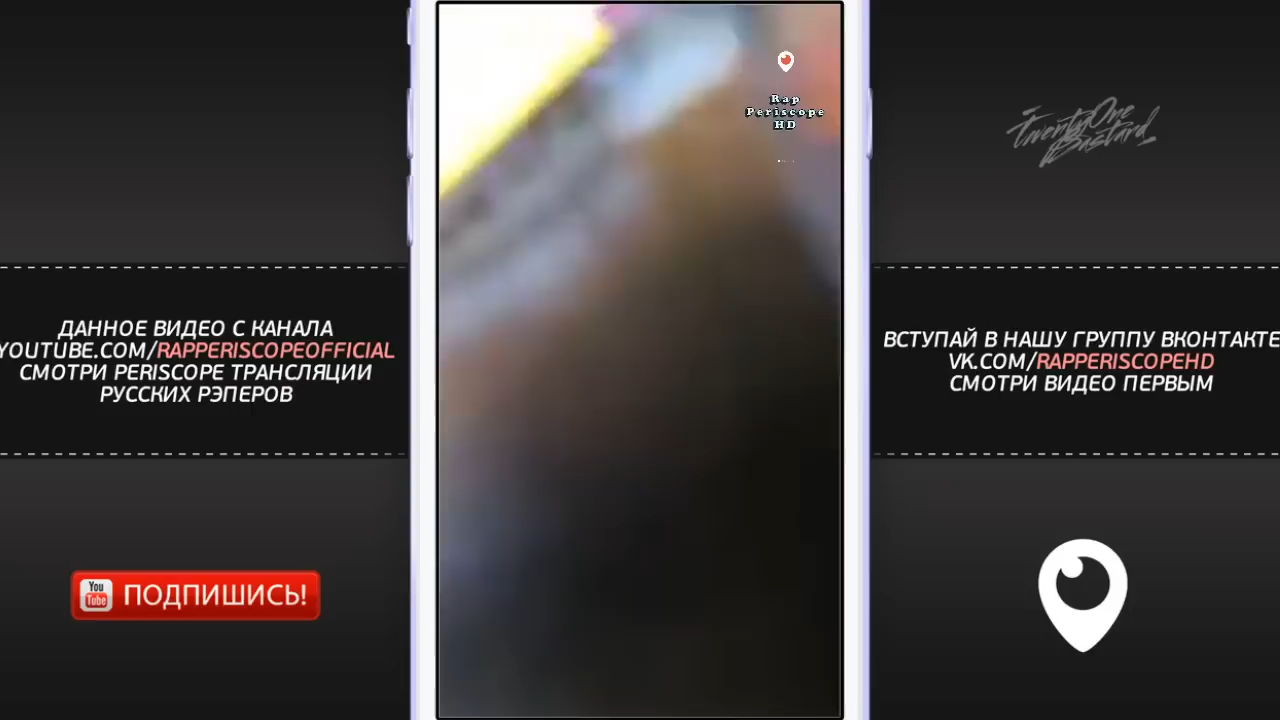 Rap
Periscope
HD
TwentyOne
Bastard
ДАННОЕ ВИДЕО С КАНАЛА
YOUTUBE.COM/RAPPERISCOPEOFFICIAL
СМОТРИ PERISCOPE ТРАНСЛЯЦИИ
РУССКИХ РЭПЕРОВ
ВСТУПАЙ В НАШУ ГРУППУ ВКОНТАКТЕ
VK.COM/RAPPERISCOPEHD
СМОТРИ ВИДЕО ПЕРВЫМ
You
Tube
ПОДПИШИСЬ!